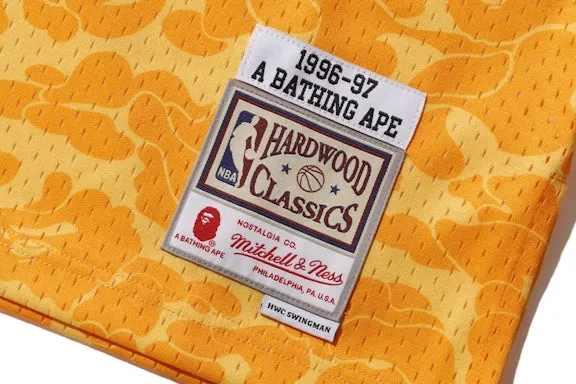 1996-97
A BATHING APE
HARDWOOD
CLASSICS
NBA
NOSTALGIA CO.
Mitchell & Ness
PHILADELPHIA, PA. U.S.A.
A BATHING APE
HWC SWINGMAN